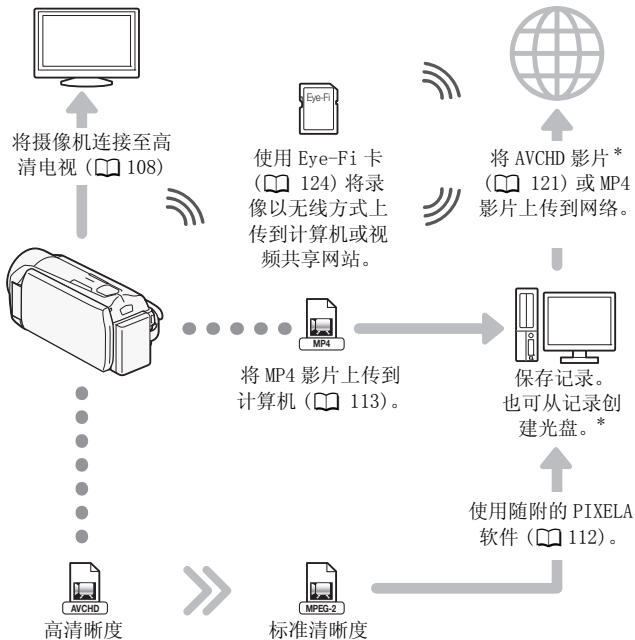 将摄像机连接至高
清电视 (108)
Eye-Fi
使用 Eye-Fi 卡
(124) 将录
像以无线方式上
传到计算机或视
频共享网站。
将 AVCHD 影片*
(121) 或 MP4
影片上传到网络。
MP4
将 MP4 影片上传到
计算机 (113)。
保存记录。
也可从记录创
建光盘。*
使用随附的 PIXELA
软件 (112)。
AVCHD
高清晰度
MPEG-2
标准清晰度